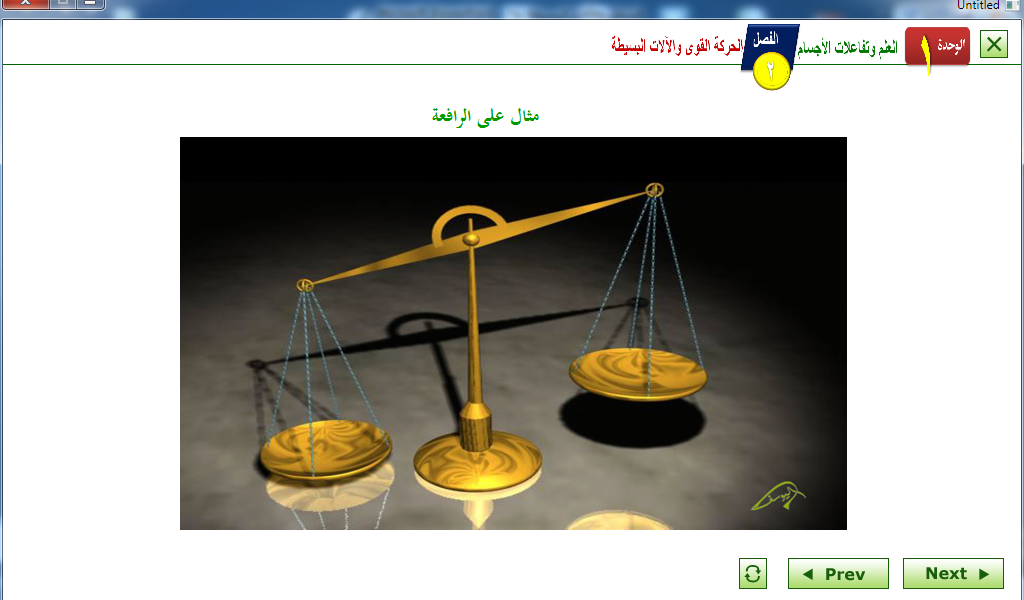 Untitled
الوحدة ١ العلم وتفاعلات الأجسام الفصل ٢ الحركة القوى والآلات البسيطة
مثال على الرافعة
Prev
Next